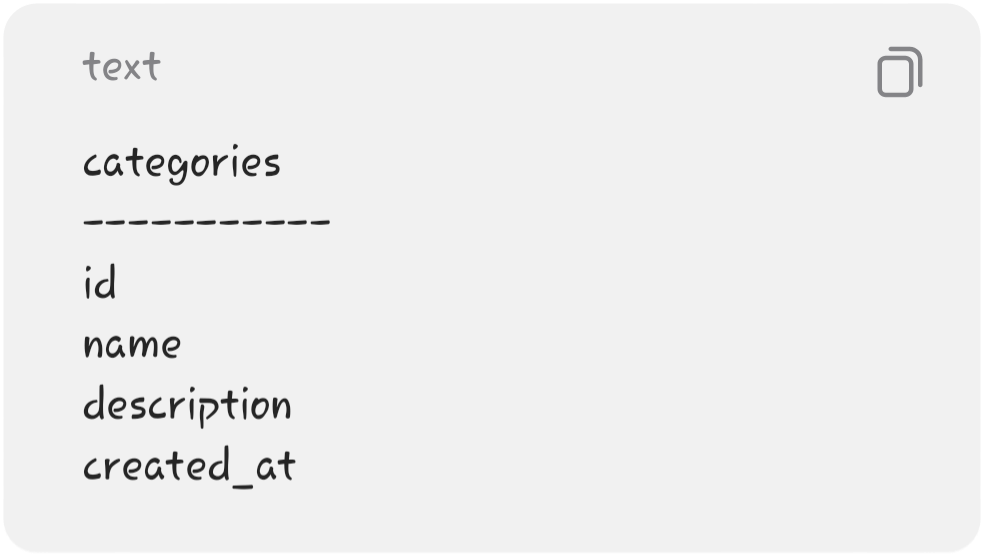 text
categories
-----------
id
name
description
created_at